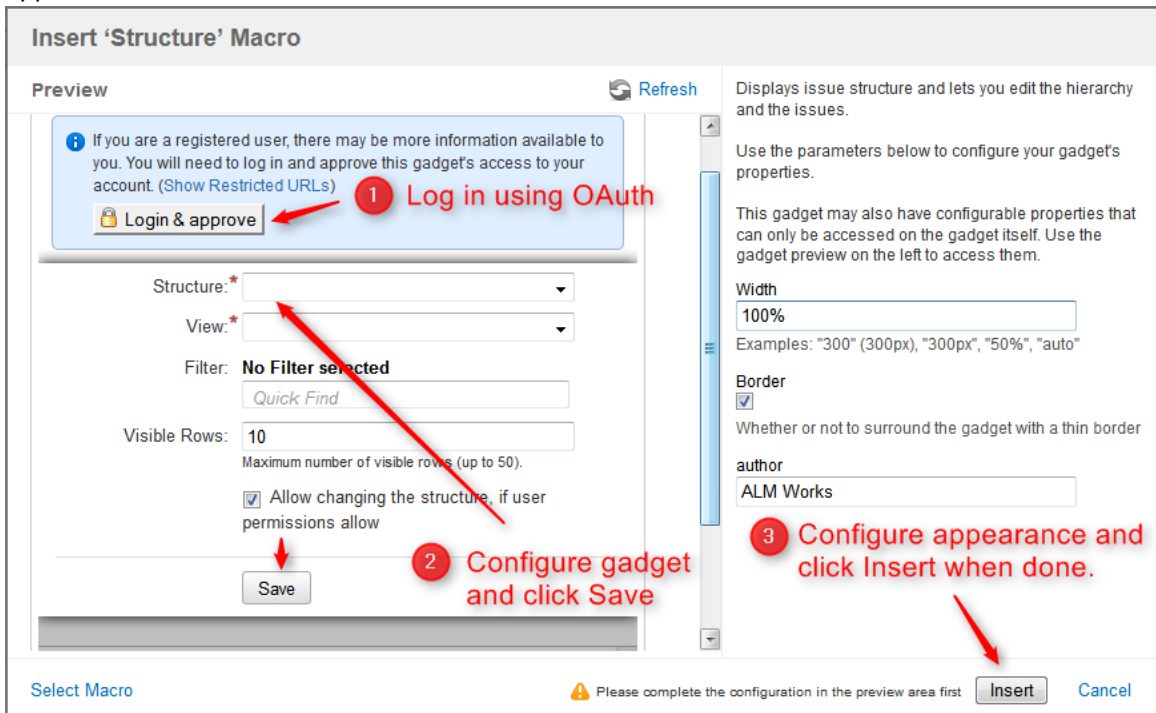 Insert ‘Structure’ Macro
Preview
Refresh
If you are a registered user, there may be more information available to
you. You will need to log in and approve this gadget's access to your
account. (Show Restricted URLs)
1 Log in using OAuth
Login & approve
Structure:*
View:*
Filter: No Filter selected
Quick Find
Visible Rows: 10
Maximum number of visible rows (up to 50).
Allow changing the structure, if user
permissions allow
2 Configure gadget
and click Save
Save
Displays issue structure and lets you edit the hierarchy
and the issues.
Use the parameters below to configure your gadget's
properties.
This gadget may also have configurable properties that
can only be accessed on the gadget itself. Use the
gadget preview on the left to access them.
Width
100%
Examples: "300" (300px), "300px", "50%", "auto"
Border
Whether or not to surround the gadget with a thin border
author
ALM Works
3 Configure appearance and
click Insert when done.
Select Macro
Please complete the configuration in the preview area first
Insert
Cancel